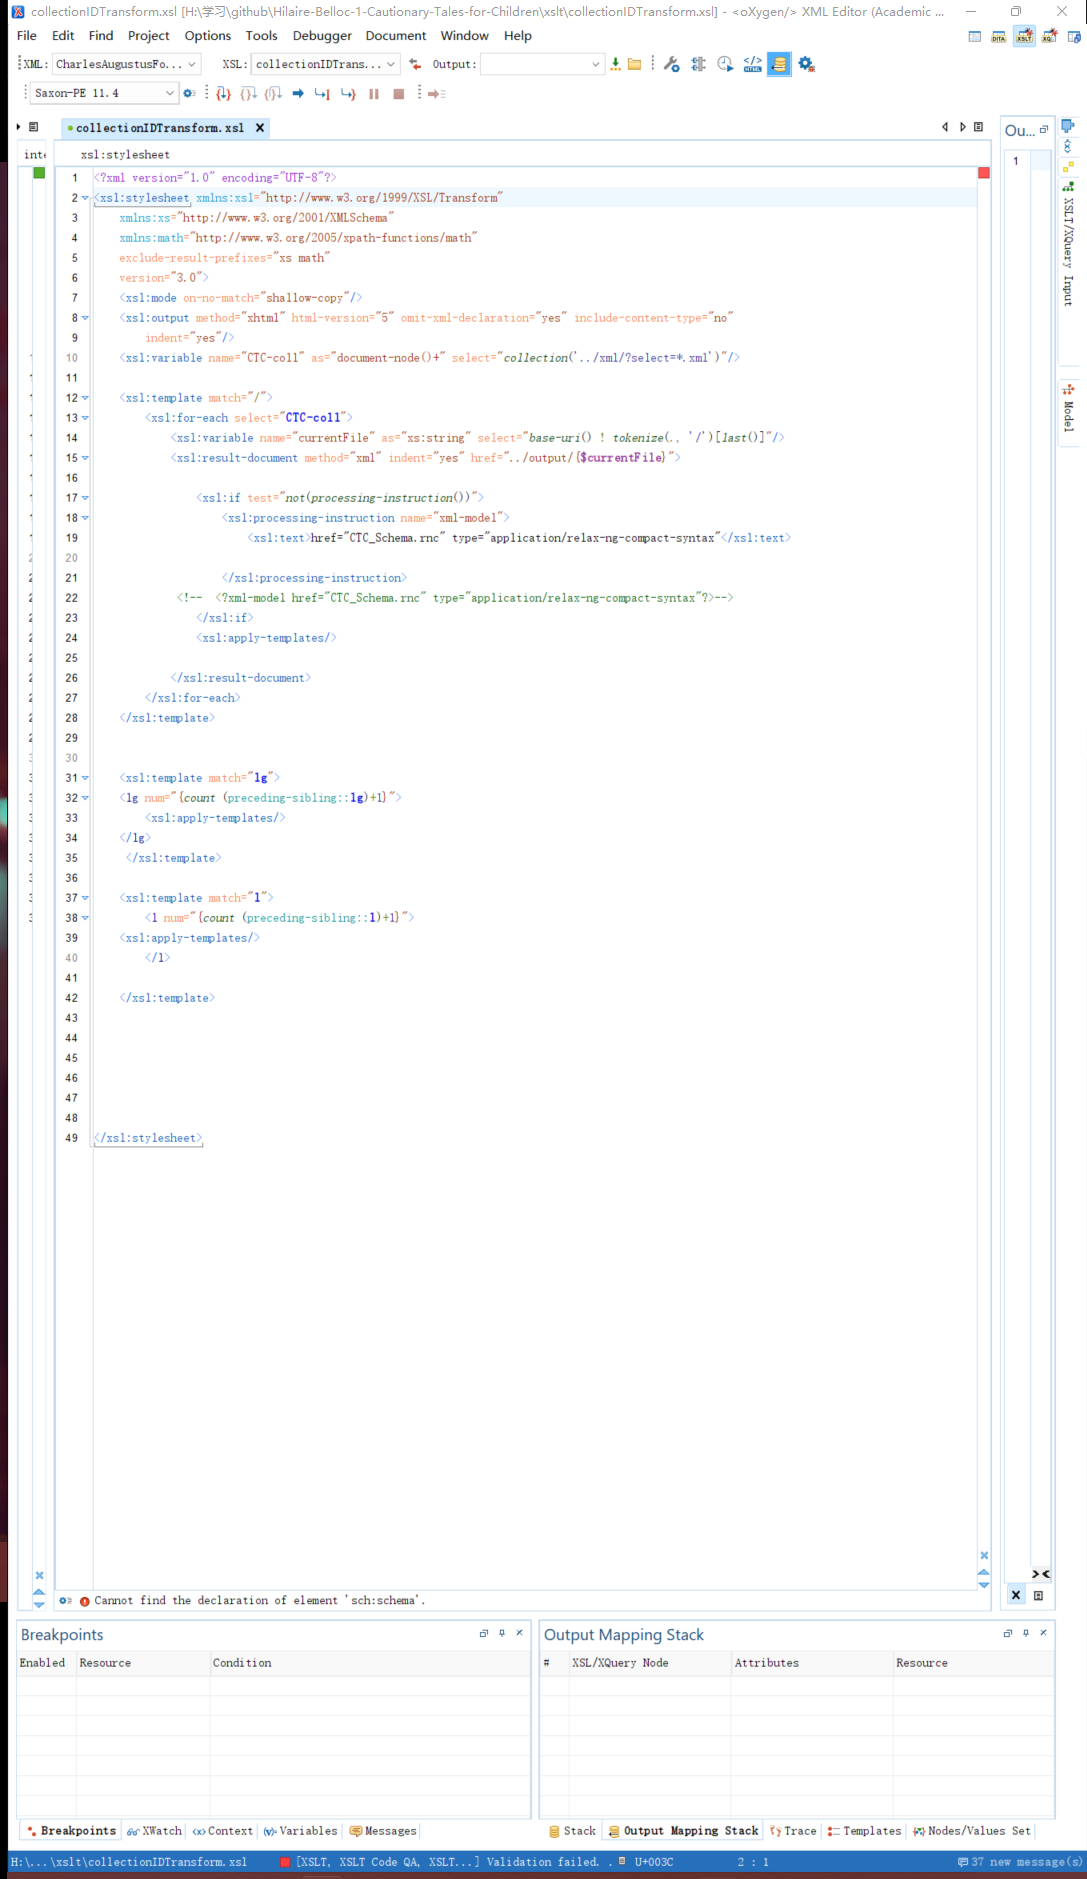 collectionIDTransform.xsl [H:\学习\github\Hilaire-Belloc-1-Cautionary-Tales-for-Children\xslt\collectionIDTransform.xsl] - <oXygen/> XML Editor (Academic ...
File Edit Find Project Options Tools Debugger Document Window Help
XML: CharlesAugustusFo... XSL: collectionIDTrans... Output:
Saxon-PE 11.4
collectionIDTransform.xsl
Ou...
inte
xsl:stylesheet
1 <?xml version="1.0" encoding="UTF-8"?>
2 <xsl:stylesheet xmlns:xsl="http://www.w3.org/1999/XSL/Transform"
3 xmlns:xs="http://www.w3.org/2001/XMLSchema"
4 xmlns:math="http://www.w3.org/2005/xpath-functions/math"
5 exclude-result-prefixes="xs math"
6 version="3.0">
7 <xsl:mode on-no-match="shallow-copy"/>
8 <xsl:output method="xhtml" html-version="5" omit-xml-declaration="yes" include-content-type="no"
9 indent="yes"/>
10 <xsl:variable name="CTC-coll" as="document-node()+" select="collection('../xml/?select=*.xml')"/>
11
12 <xsl:template match="/">
13 <xsl:for-each select="CTC-coll">
14 <xsl:variable name="currentFile" as="xs:string" select="base-uri() ! tokenize(., '/')[last()]"/>
15 <xsl:result-document method="xml" indent="yes" href="../output/{$currentFile}">
16
17 <xsl:if test="not(processing-instruction())">
18 <xsl:processing-instruction name="xml-model">
19 <xsl:text>href="CTC_Schema.rnc" type="application/relax-ng-compact-syntax"</xsl:text>
20
21 </xsl:processing-instruction>
22 <!-- <?xml-model href="CTC_Schema.rnc" type="application/relax-ng-compact-syntax"?>-->
23 </xsl:if>
24 <xsl:apply-templates/>
25
26 </xsl:result-document>
27 </xsl:for-each>
28 </xsl:template>
29
30
31 <xsl:template match="lg">
32 <lg num="{count (preceding-sibling::lg)+1}">
33 <xsl:apply-templates/>
34 </lg>
35 </xsl:template>
36
37 <xsl:template match="l">
38 <l num="{count (preceding-sibling::l)+1}">
39 <xsl:apply-templates/>
40 </l>
41
42 </xsl:template>
43
44
45
46
47
48
49 </xsl:stylesheet>
1
XSLT/XQuery Input
Model
Cannot find the declaration of element 'sch:schema'.
Breakpoints
Enabled Resource Condition
Output Mapping Stack
# XSL/XQuery Node Attributes Resource
Breakpoints XWatch Context Variables Messages
Stack Output Mapping Stack Trace Templates Nodes/Values Set
H:\...\xslt\collectionIDTransform.xsl [XSLT, XSLT Code QA, XSLT...] Validation failed. . U+003C 2 : 1 37 new message(s)